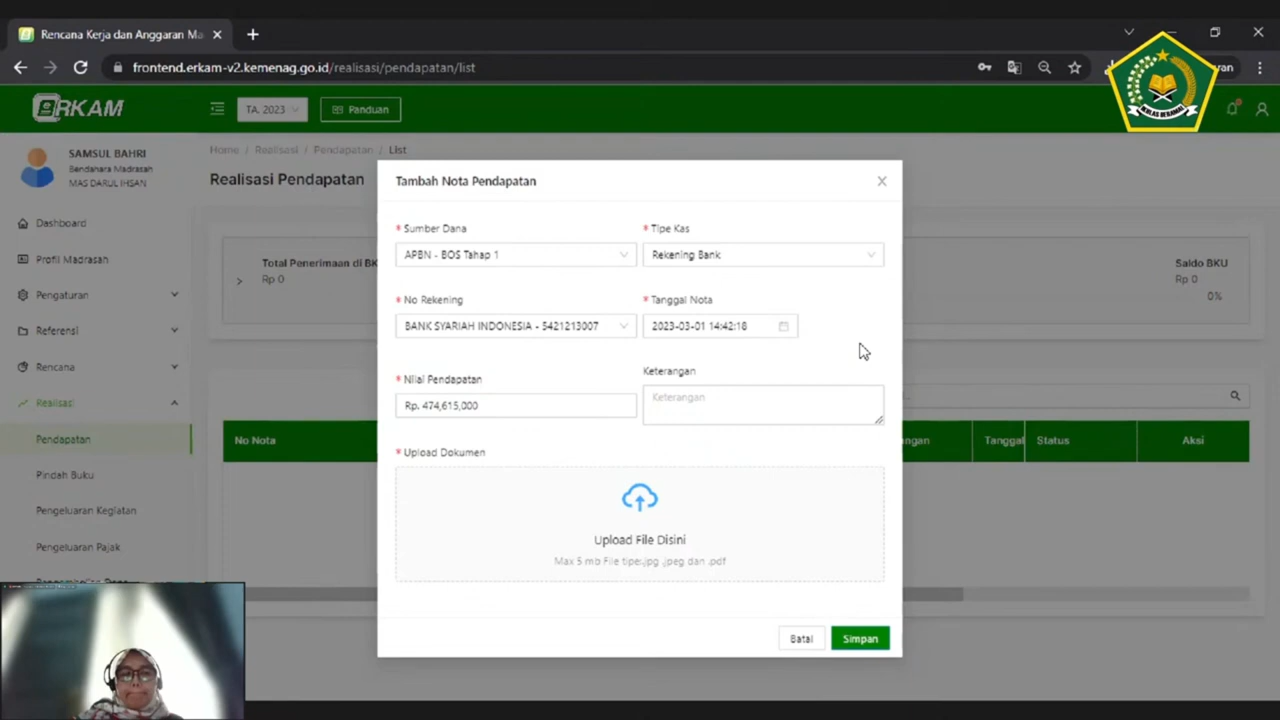 Rencana Kerja dan Anggaran Ma
frontend.erkam-v2.kemenag.go.id/realisasi/pendapatan/list
ERKAM
TA. 2023
Panduan
IKHLAS BERAMAL
SAMSUL BAHRI
Bendahara Madrasah
MAS DARUL IHSAN
Dashboard
Profil Madrasah
Pengaturan
Referensi
Rencana
Realisasi
Pendapatan
Pindah Buku
Pengeluaran Kegiatan
Pengeluaran Pajak
Home / Realisasi / Pendapatan / List
Realisasi Pendapatan
Total Penerimaan di BK
Rp 0
Saldo BKU
Rp 0
0%
No Nota
Tanggal
Status
Aksi
Tambah Nota Pendapatan
* Sumber Dana
APBN - BOS Tahap 1
* Tipe Kas
Rekening Bank
* No Rekening
BANK SYARIAH INDONESIA - 5421213007
* Tanggal Nota
2023-03-01 14:42:18
* Nilai Pendapatan
Rp. 474,615,000
Keterangan
Keterangan
* Upload Dokumen
Upload File Disini
Max 5 mb File tipe:.jpg .jpeg dan .pdf
Batal
Simpan